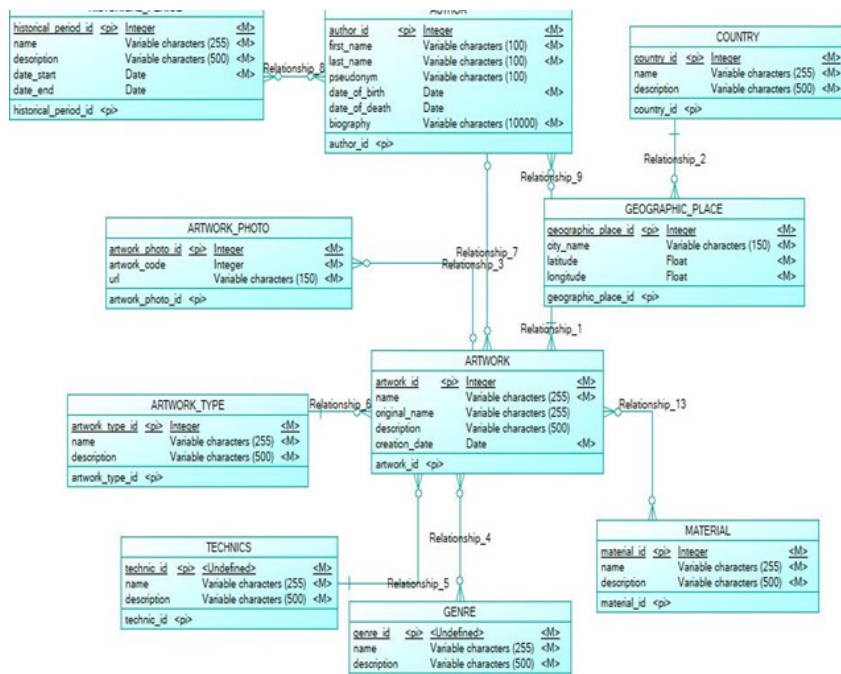 HISTORICAL_PERIOD
historical_period_id <pi> Integer <M>
name Variable characters (255) <M>
description Variable characters (500) <M>
date_start Date <M>
date_end Date
historical_period_id <pi>
Relationship_8
AUTHOR
author_id <pi> Integer <M>
first_name Variable characters (100) <M>
last_name Variable characters (100) <M>
pseudonym Variable characters (100)
date_of_birth Date <M>
date_of_death Date
biography Variable characters (10000) <M>
author_id <pi>
COUNTRY
country_id <pi> Integer <M>
name Variable characters (255) <M>
description Variable characters (500) <M>
country_id <pi>
Relationship_2
Relationship_9
GEOGRAPHIC_PLACE
geographic_place_id <pi> Integer <M>
city_name Variable characters (150) <M>
latitude Float <M>
longitude Float <M>
geographic_place_id <pi>
ARTWORK_PHOTO
artwork_photo_id <pi> Integer <M>
artwork_code Integer <M>
url Variable characters (150) <M>
artwork_photo_id <pi>
Relationship_7
Relationship_3
Relationship_1
ARTWORK
artwork_id <pi> Integer <M>
name Variable characters (255) <M>
original_name Variable characters (255)
description Variable characters (500)
creation_date Date <M>
artwork_id <pi>
ARTWORK_TYPE
artwork_type_id <pi> Integer <M>
name Variable characters (255) <M>
description Variable characters (500) <M>
artwork_type_id <pi>
Relationship_6
Relationship_13
TECHNICS
technic_id <pi> <Undefined> <M>
name Variable characters (255) <M>
description Variable characters (500) <M>
technic_id <pi>
Relationship_5
Relationship_4
GENRE
genre_id <pi> <Undefined> <M>
name Variable characters (255) <M>
description Variable characters (500) <M>
MATERIAL
material_id <pi> Integer <M>
name Variable characters (255) <M>
description Variable characters (500) <M>
material_id <pi>